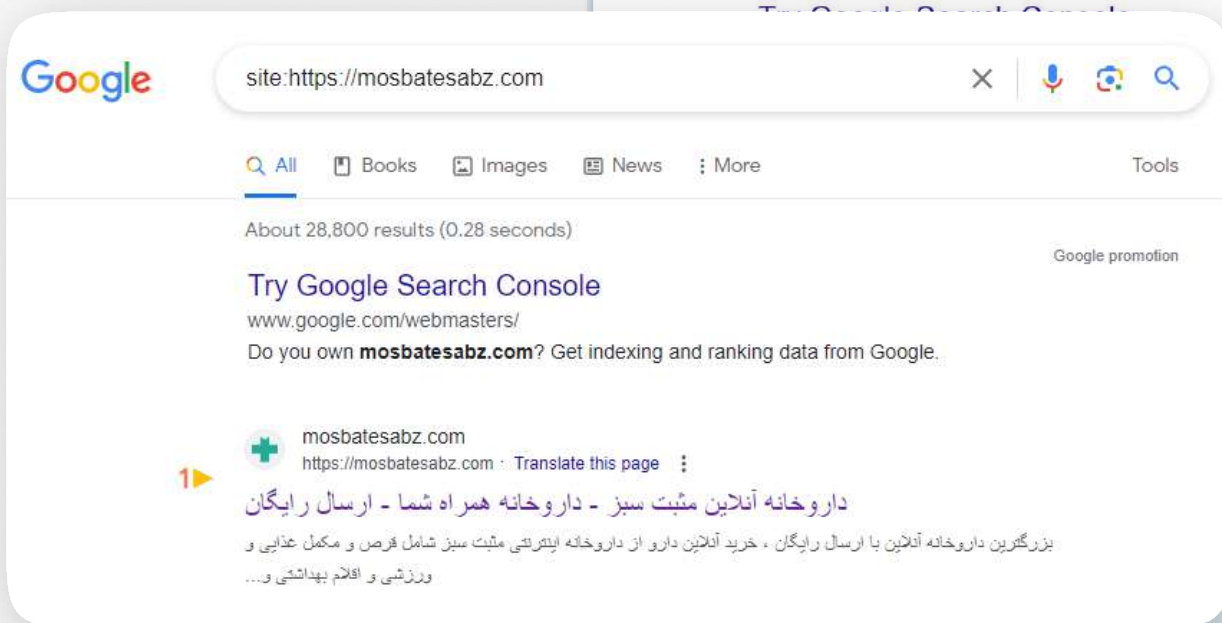 Try Google Search Console
Google
site:https://mosbatesabz.com
All Books Images News More Tools
About 28,800 results (0.28 seconds)
Google promotion
Try Google Search Console
www.google.com/webmasters/
Do you own mosbatesabz.com? Get indexing and ranking data from Google.
mosbatesabz.com
https://mosbatesabz.com · Translate this page
1
داروخانه آنلاین مثبت سبز - داروخانه همراه شما - ارسال رایگان
بزرگترین داروخانه آنلاین با ارسال رایگان ، خرید آنلاین دارو از داروخانه اینترنتی مثبت سبز شامل قرص و مکمل غذایی و
ورزشی و اقلام بهداشتی و...